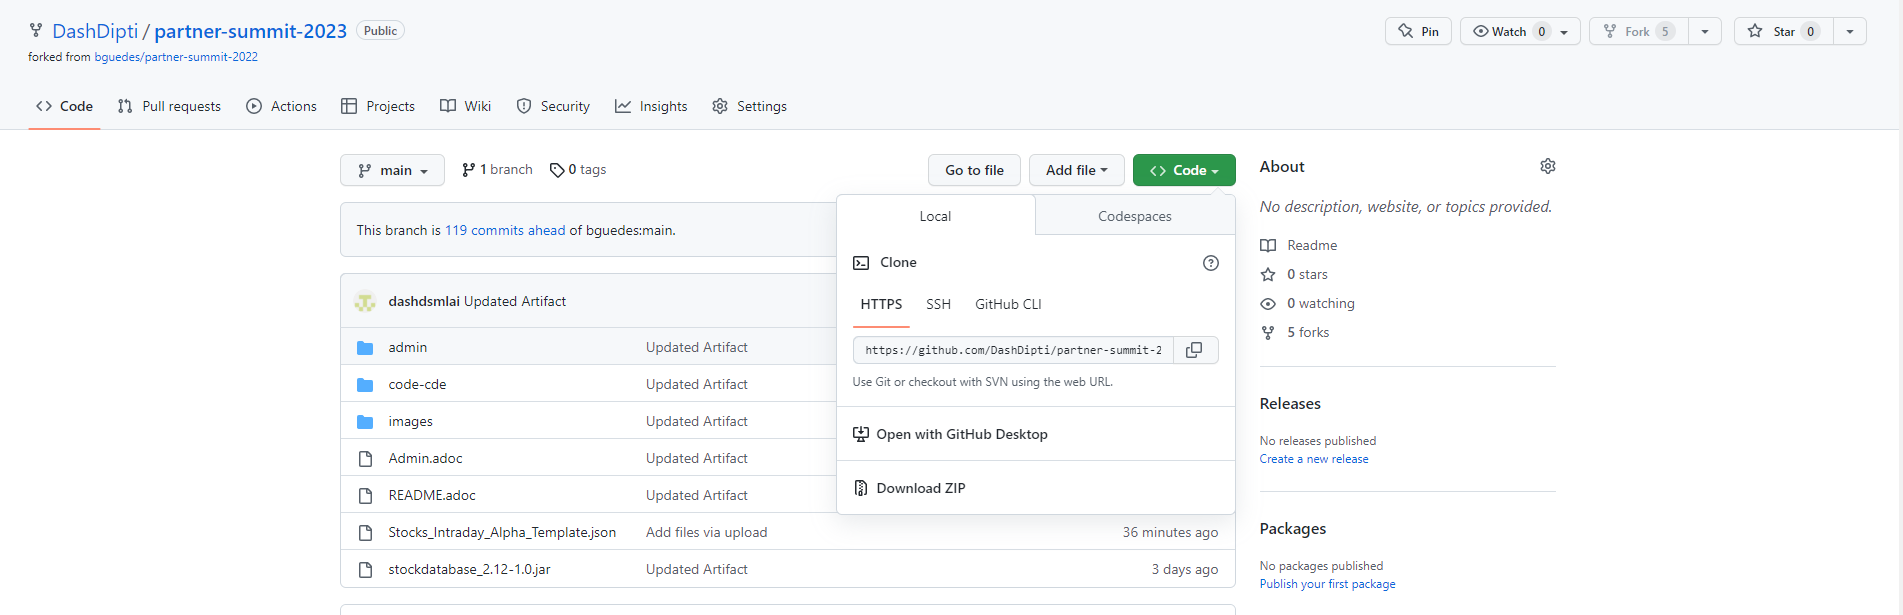 DashDipti / partner-summit-2023 Public
Pin Watch 0 Fork 5 Star 0
forked from bguedes/partner-summit-2022
Code Pull requests Actions Projects Wiki Security Insights Settings
main 1 branch 0 tags Go to file Add file Code
This branch is 119 commits ahead of bguedes:main.
dashdsmlai Updated Artifact
admin Updated Artifact
code-cde Updated Artifact
images Updated Artifact
Admin.adoc Updated Artifact
README.adoc Updated Artifact
Stocks_Intraday_Alpha_Template.json Add files via upload 36 minutes ago
stockdatabase_2.12-1.0.jar Updated Artifact 3 days ago
Local Codespaces
Clone
HTTPS SSH GitHub CLI
https://github.com/DashDipti/partner-summit-2
Use Git or checkout with SVN using the web URL.
Open with GitHub Desktop
Download ZIP
About
No description, website, or topics provided.
Readme
0 stars
0 watching
5 forks
Releases
No releases published
Create a new release
Packages
No packages published
Publish your first package